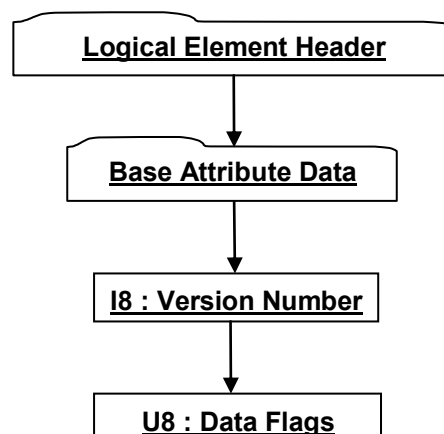 Logical Element Header
Base Attribute Data
I8 : Version Number
U8 : Data Flags